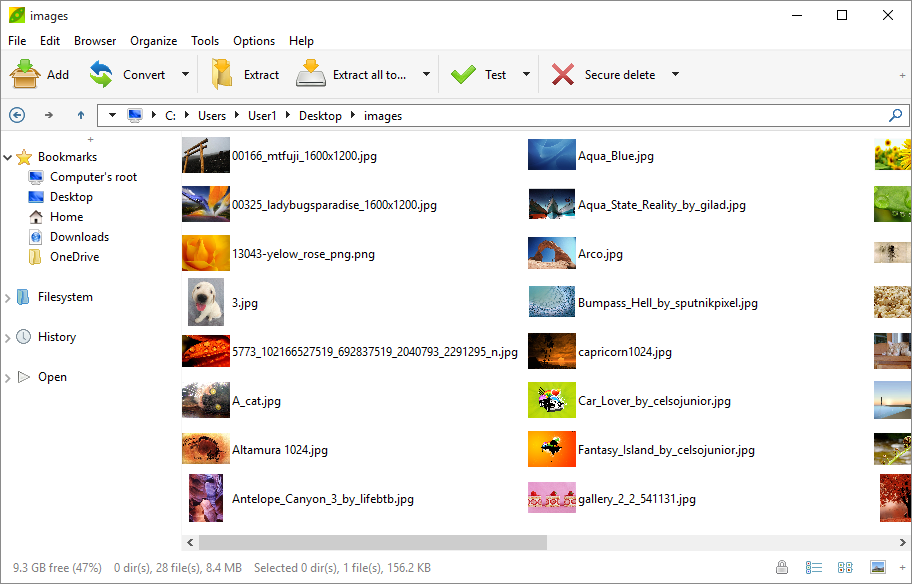 images
File Edit Browser Organize Tools Options Help
Add Convert Extract Extract all to... Test Secure delete
C: Users User1 Desktop images
Bookmarks
Computer's root
Desktop
Home
Downloads
OneDrive
Filesystem
History
Open
00166_mtfuji_1600x1200.jpg
00325_ladybugsparadise_1600x1200.jpg
13043-yelow_rose_png.png
3.jpg
5773_102166527519_692837519_2040793_2291295_n.jpg
A_cat.jpg
Altamura 1024.jpg
Antelope_Canyon_3_by_lifebtb.jpg
Aqua_Blue.jpg
Aqua_State_Reality_by_gilad.jpg
Arco.jpg
Bumpass_Hell_by_sputnikpixel.jpg
capricorn1024.jpg
Car_Lover_by_celsojunior.jpg
Fantasy_Island_by_celsojunior.jpg
gallery_2_2_541131.jpg
9.3 GB free (47%) 0 dir(s), 28 file(s), 8.4 MB Selected 0 dir(s), 1 file(s), 156.2 KB